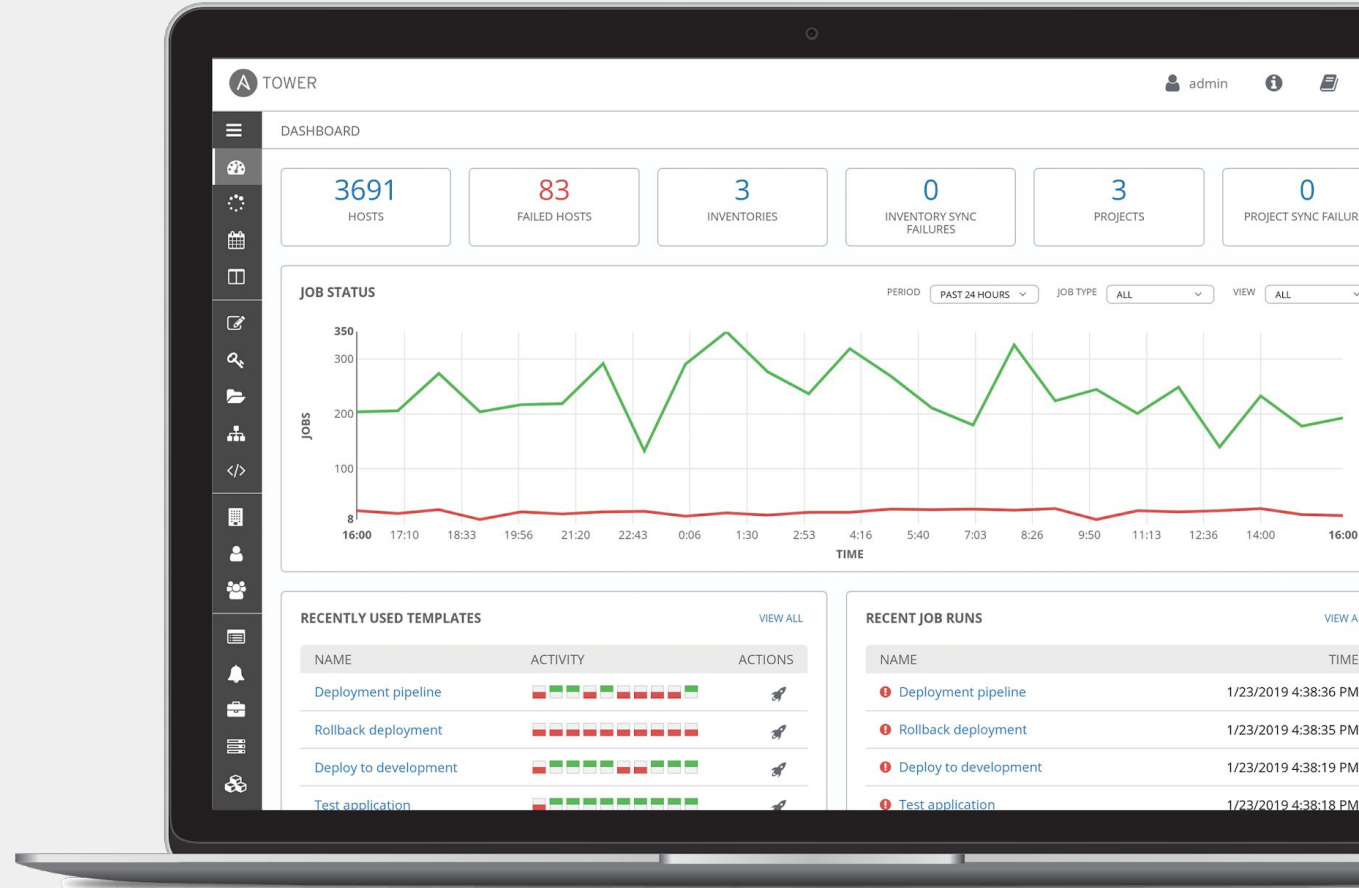 TOWER
admin
DASHBOARD
3691
HOSTS
83
FAILED HOSTS
3
INVENTORIES
0
INVENTORY SYNC
FAILURES
3
PROJECTS
0
PROJECT SYNC FAILUR
JOB STATUS
PERIOD PAST 24 HOURS JOB TYPE ALL VIEW ALL
350
300
200
100
8
JOBS
16:00 17:10 18:33 19:56 21:20 22:43 0:06 1:30 2:53 4:16 5:40 7:03 8:26 9:50 11:13 12:36 14:00 16:00
TIME
RECENTLY USED TEMPLATES VIEW ALL
NAME ACTIVITY ACTIONS
Deployment pipeline
Rollback deployment
Deploy to development
Test application
RECENT JOB RUNS VIEW A
NAME TIME
Deployment pipeline 1/23/2019 4:38:36 PM
Rollback deployment 1/23/2019 4:38:35 PM
Deploy to development 1/23/2019 4:38:19 PM
Test application 1/23/2019 4:38:18 PM